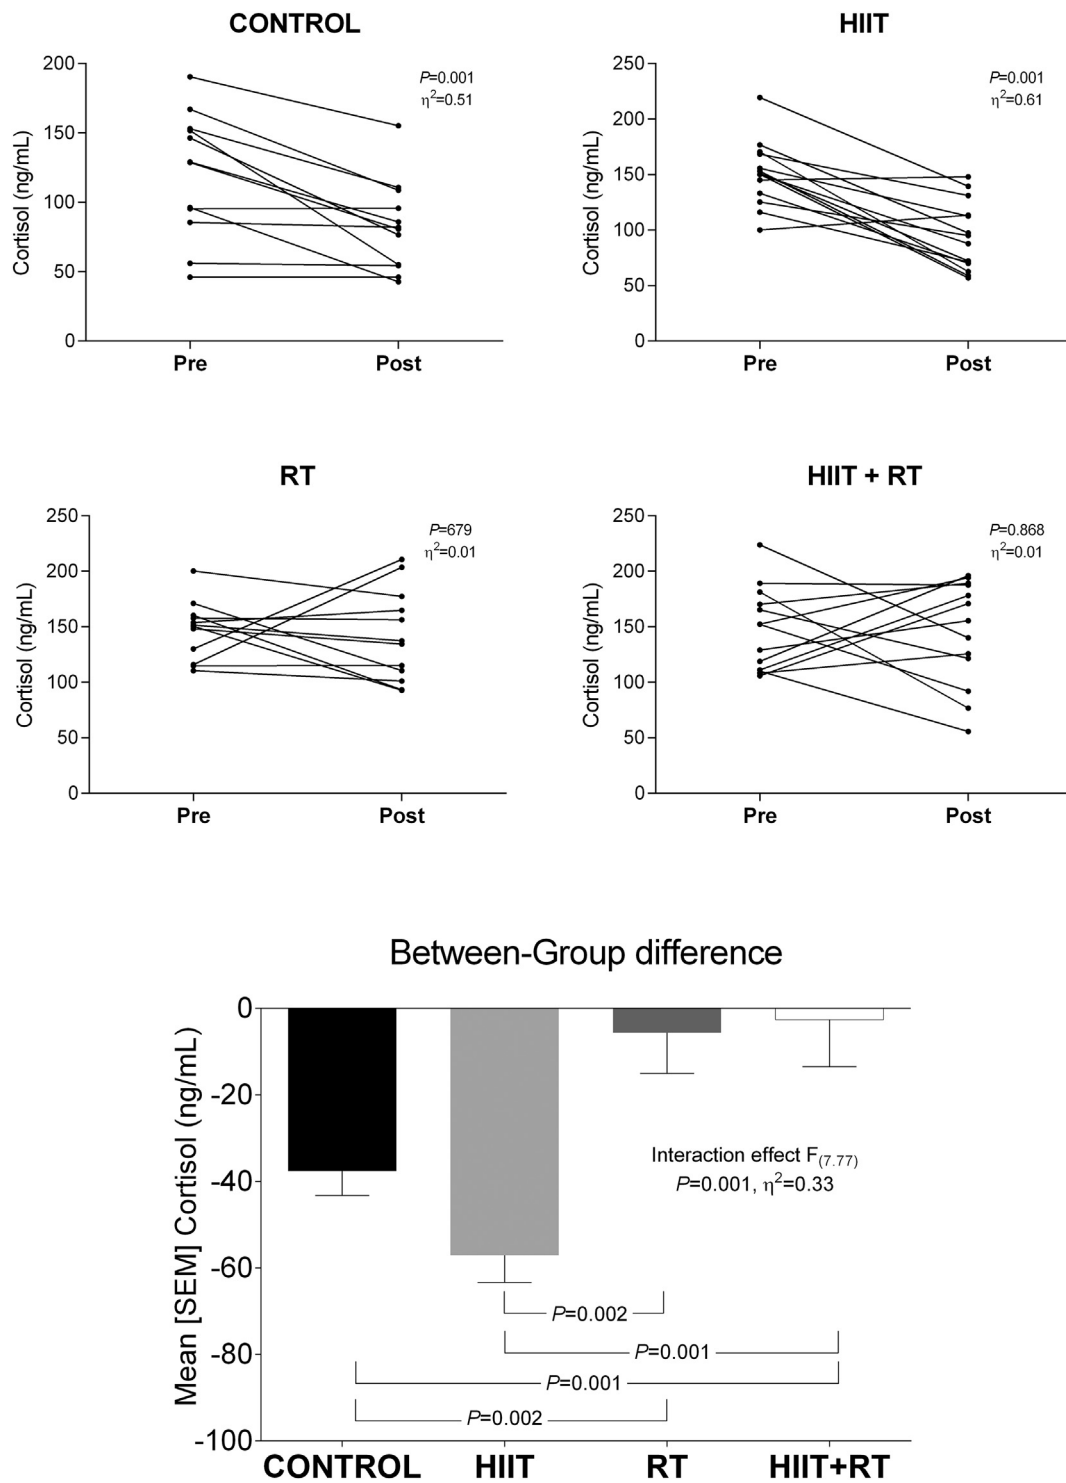 CONTROL
200
150
100
50
0
Cortisol (ng/mL)
P=0.001
η²=0.51
Pre Post
HIIT
250
200
150
100
50
0
Cortisol (ng/mL)
P=0.001
η²=0.61
Pre Post
RT
250
200
150
100
50
0
Cortisol (ng/mL)
P=679
η²=0.01
Pre Post
HIIT + RT
250
200
150
100
50
0
Cortisol (ng/mL)
P=0.868
η²=0.01
Pre Post
Between-Group difference
0
-20
-40
-60
-80
-100
Mean [SEM] Cortisol (ng/mL)
Interaction effect F(7.77)
P=0.001, η²=0.33
P=0.002
P=0.001
P=0.001
P=0.002
CONTROL HIIT RT HIIT+RT